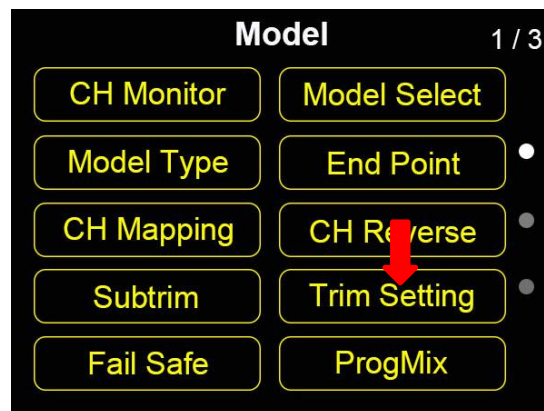 Model
1 / 3
CH Monitor
Model Select
Model Type
End Point
CH Mapping
CH Reverse
Subtrim
Trim Setting
Fail Safe
ProgMix